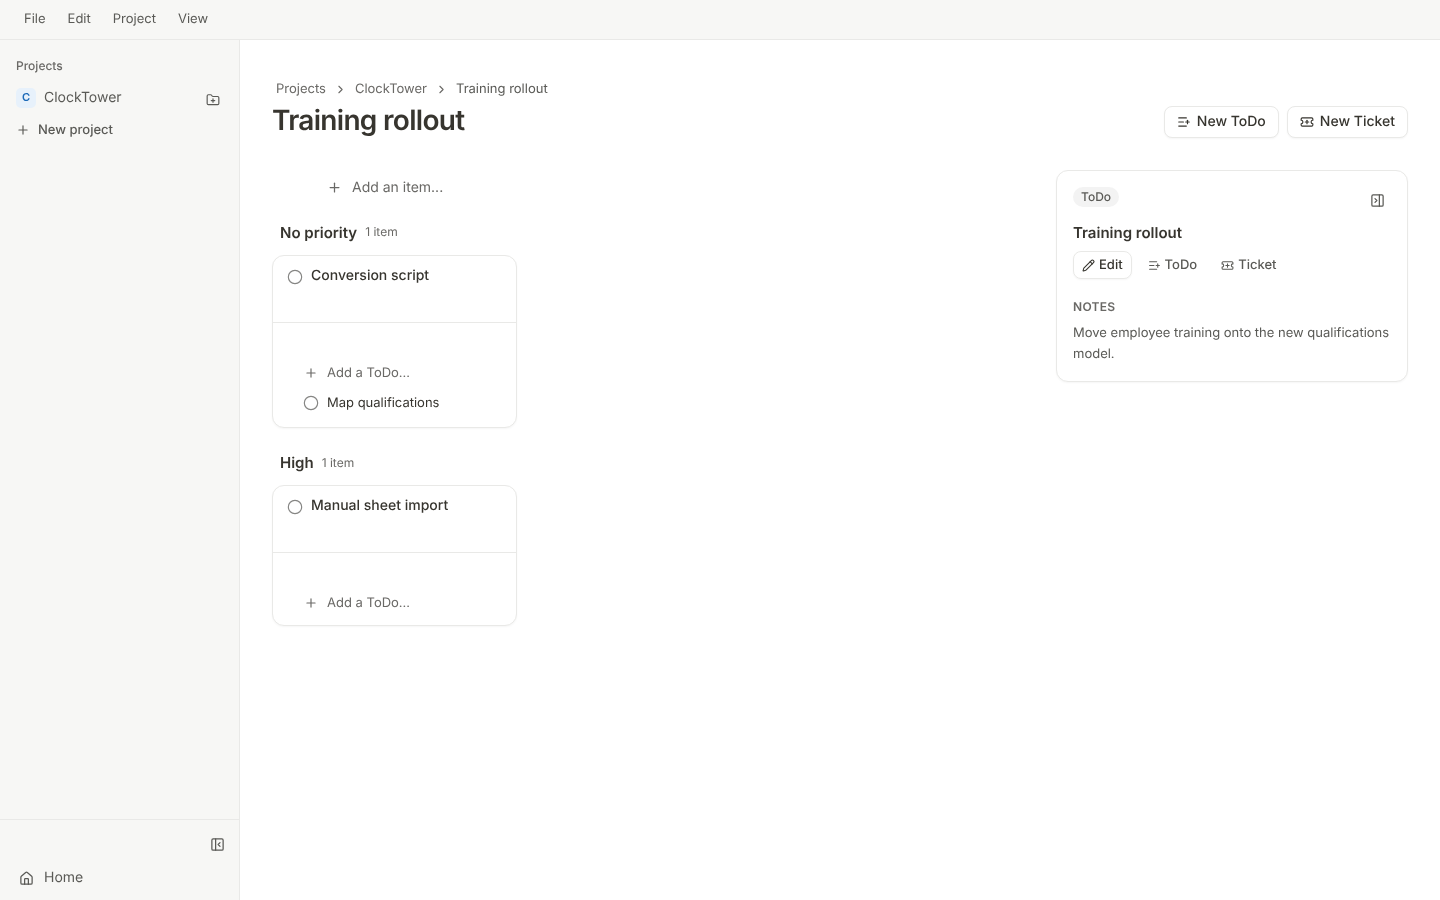 File Edit Project View
Projects
C ClockTower
New project
Home
Projects > ClockTower > Training rollout
Training rollout
New ToDo New Ticket
Add an item...
No priority 1 item
Conversion script
Add a ToDo...
Map qualifications
High 1 item
Manual sheet import
Add a ToDo...
ToDo
Training rollout
Edit ToDo Ticket
NOTES
Move employee training onto the new qualifications
model.